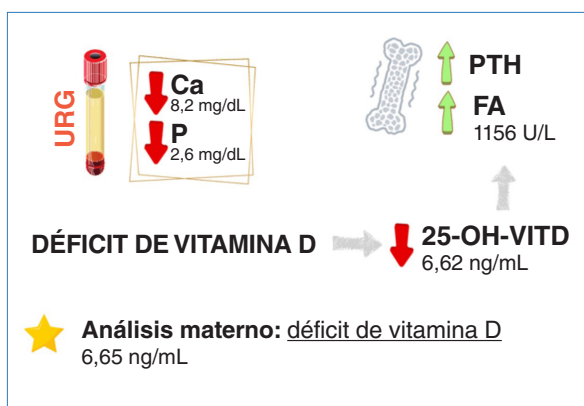 URG
Ca
8,2 mg/dL
P
2,6 mg/dL
PTH
FA
1156 U/L
DÉFICIT DE VITAMINA D
25-OH-VITD
6,62 ng/mL
Análisis materno: déficit de vitamina D
6,65 ng/mL